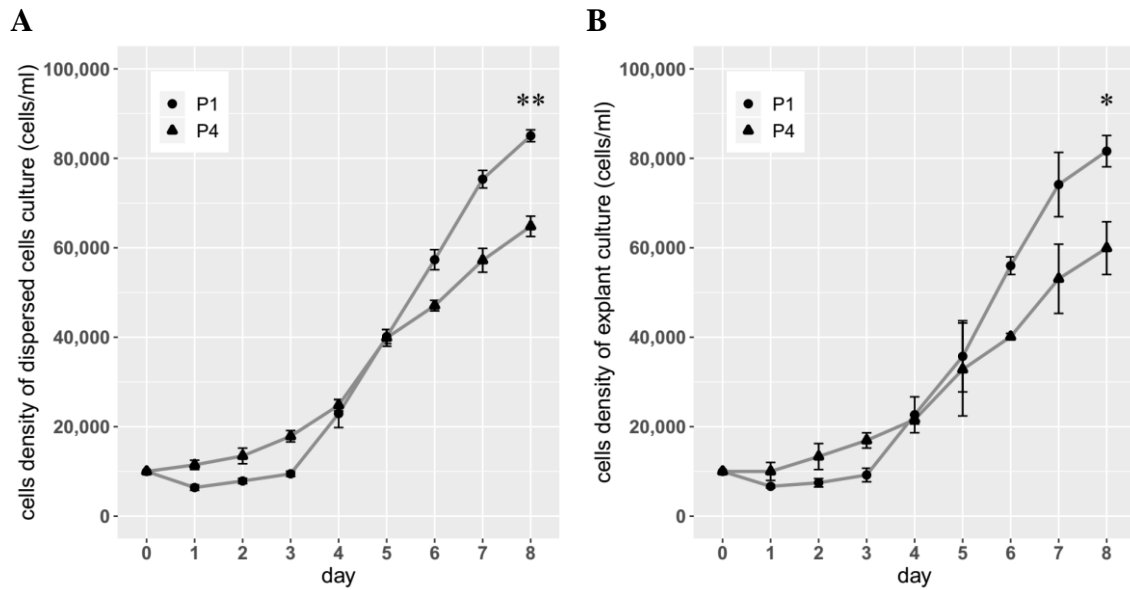 A
cells density of dispersed cells culture (cells/ml)
100,000
80,000
60,000
40,000
20,000
0
P1
P4
**
0 1 2 3 4 5 6 7 8
day
B
cells density of explant culture (cells/ml)
100,000
80,000
60,000
40,000
20,000
0
P1
P4
*
0 1 2 3 4 5 6 7 8
day